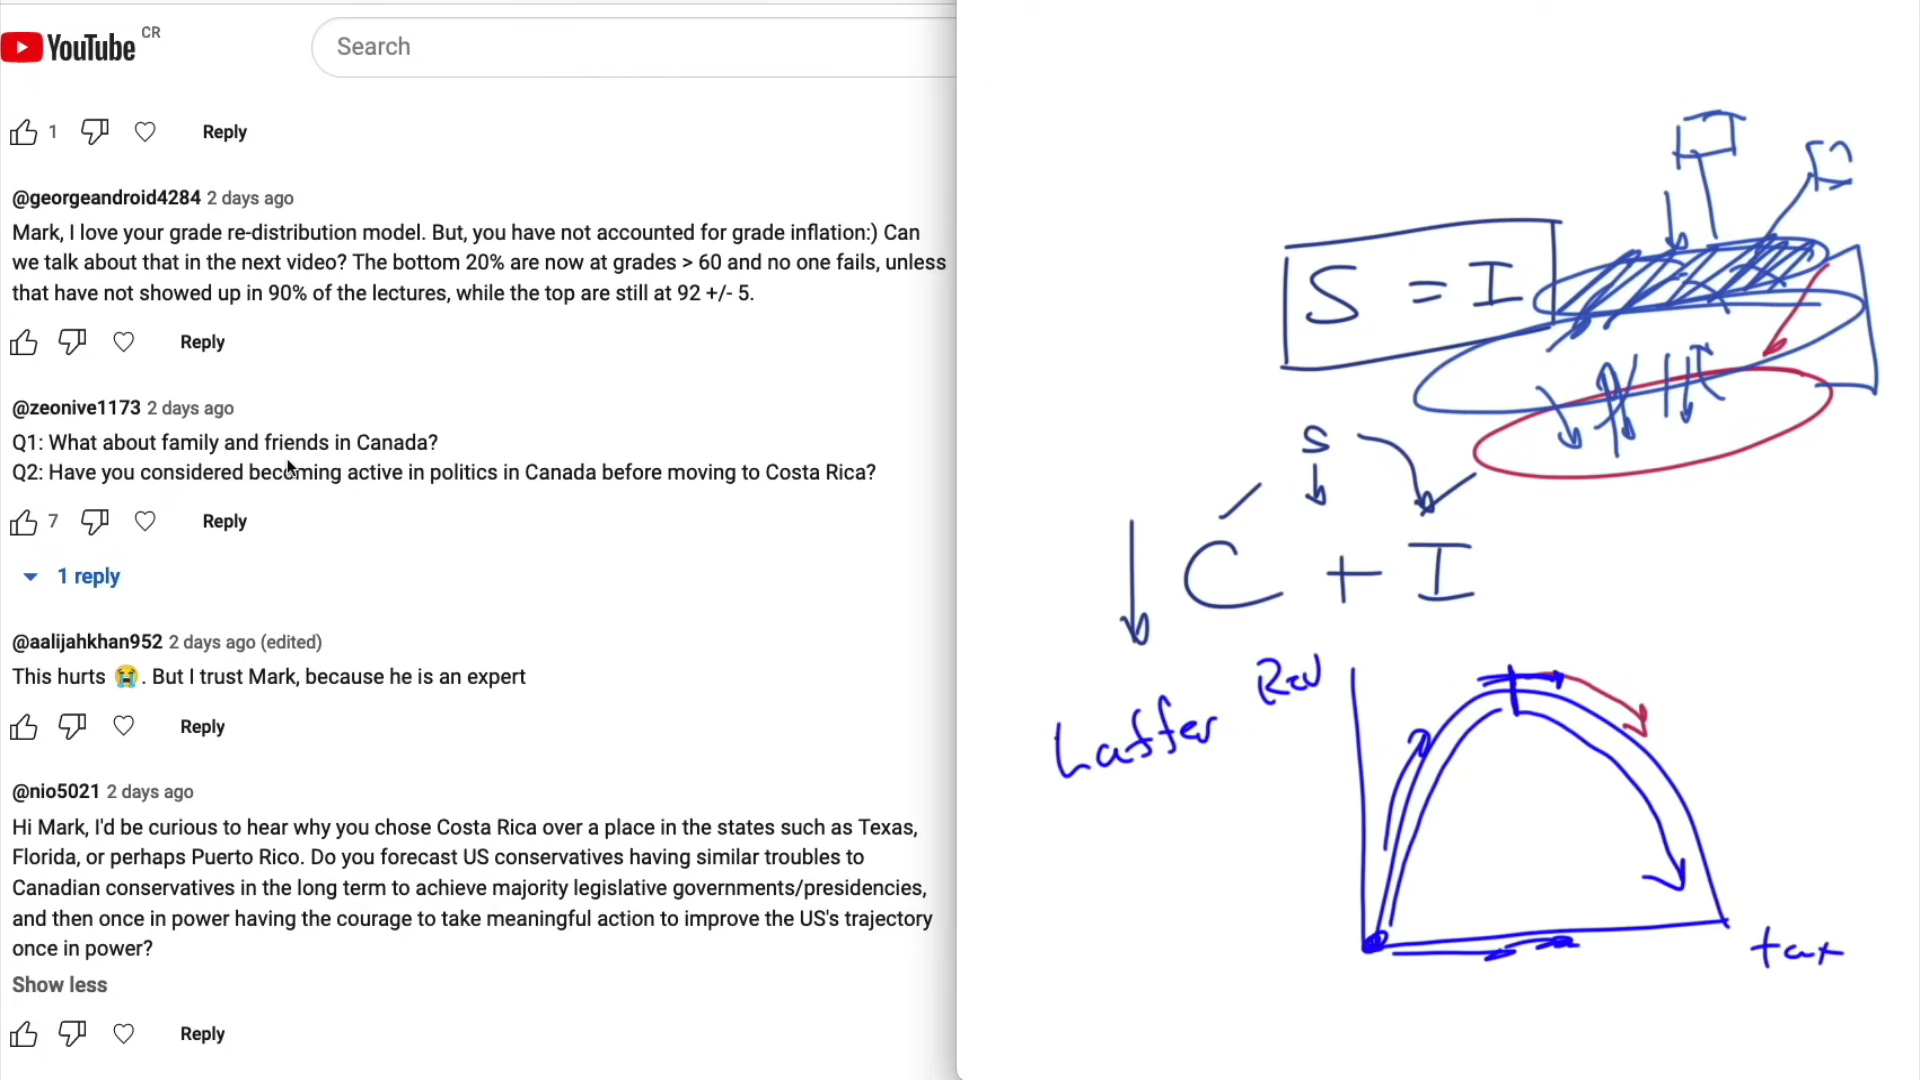 YouTube CR
Search
1 Reply
@georgeandroid4284 2 days ago
Mark, I love your grade re-distribution model. But, you have not accounted for grade inflation:) Can
we talk about that in the next video? The bottom 20% are now at grades > 60 and no one fails, unless
that have not showed up in 90% of the lectures, while the top are still at 92 +/- 5.
Reply
@zeonive1173 2 days ago
Q1: What about family and friends in Canada?
Q2: Have you considered becoming active in politics in Canada before moving to Costa Rica?
7 Reply
1 reply
@aalijahkhan952 2 days ago (edited)
This hurts 😭. But I trust Mark, because he is an expert
Reply
@nio5021 2 days ago
Hi Mark, I'd be curious to hear why you chose Costa Rica over a place in the states such as Texas,
Florida, or perhaps Puerto Rico. Do you forecast US conservatives having similar troubles to
Canadian conservatives in the long term to achieve majority legislative governments/presidencies,
and then once in power having the courage to take meaningful action to improve the US's trajectory
once in power?
Show less
Reply
S = I
S
C + I
Rev
Laffer
tax